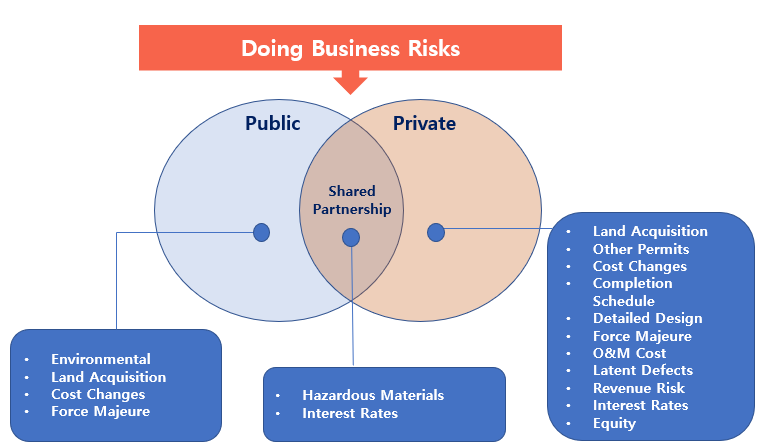 Doing Business Risks
Public
Private
Shared
Partnership
• Environmental
• Land Acquisition
• Cost Changes
• Force Majeure
• Hazardous Materials
• Interest Rates
• Land Acquisition
• Other Permits
• Cost Changes
• Completion
Schedule
• Detailed Design
• Force Majeure
• O&M Cost
• Latent Defects
• Revenue Risk
• Interest Rates
• Equity